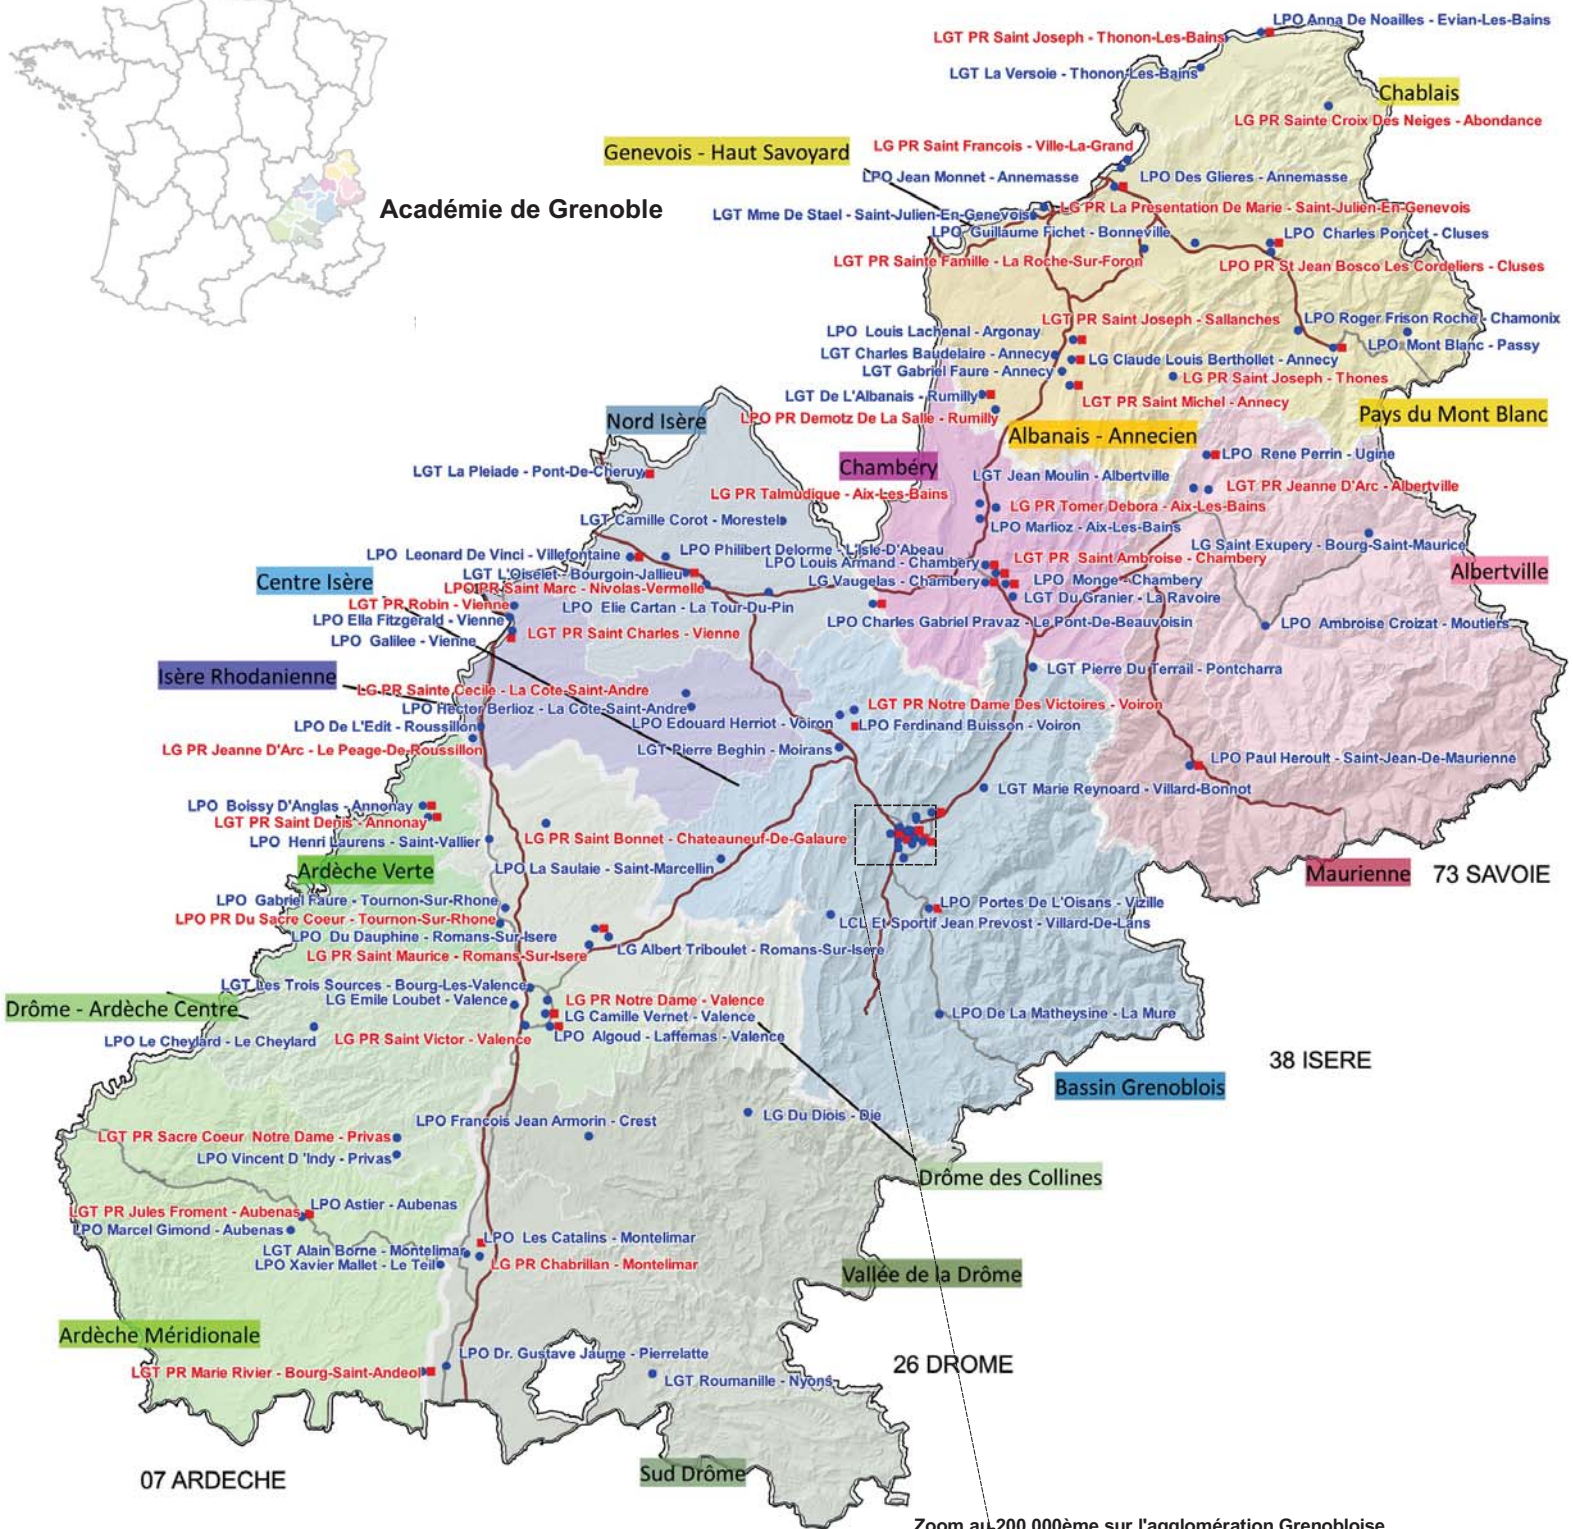 LPO Anna De Noailles - Evian-Les-Bains
LGT PR Saint Joseph - Thonon-Les-Bains
LGT La Versoie - Thonon-Les-Bains
Chablais
LG PR Sainte Croix Des Neiges - Abondance
Genevois - Haut Savoyard
LG PR Saint Francois - Ville-La-Grand
LPO Jean Monnet - Annemasse
LPO Des Glieres - Annemasse
Académie de Grenoble
LGT Mme De Stael - Saint-Julien-En-Genevois
LG PR La Presentation De Marie - Saint-Julien-En-Genevois
LPO Guillaume Fichet - Bonneville
LPO Charles Poncet - Cluses
LGT PR Sainte Famille - La Roche-Sur-Foron
LPO PR St Jean Bosco Les Cordeliers - Cluses
LGT PR Saint Joseph - Sallanches
LPO Roger Frison Roche - Chamonix
LPO Louis Lachenal - Argonay
LPO Mont Blanc - Passy
LGT Charles Baudelaire - Annecy
LG Claude Louis Berthollet - Annecy
LGT Gabriel Faure - Annecy
LG PR Saint Joseph - Thones
LGT De L'Albanais - Rumilly
LGT PR Saint Michel - Annecy
Pays du Mont Blanc
Nord Isère
LPO PR Demotz De La Salle - Rumilly
Albanais - Annecien
LPO Rene Perrin - Ugine
Chambéry
LGT La Pleiade - Pont-De-Cheruy
LGT Jean Moulin - Albertville
LGT PR Jeanne D'Arc - Albertville
LG PR Talmudique - Aix-Les-Bains
LG PR Tomer Debora - Aix-Les-Bains
LGT Camille Corot - Morestel
LPO Marlioz - Aix-Les-Bains
LG Saint Exupery - Bourg-Saint-Maurice
LPO Leonard De Vinci - Villefontaine
LPO Philibert Delorme - L'Isle-D'Abeau
LPO Louis Armand - Chambery
LGT PR Saint Ambroise - Chambery
Albertville
Centre Isère
LGT L'Oiselet - Bourgoin-Jallieu
LG Vaugelas - Chambery
LPO Monge - Chambery
LPO PR Saint Marc - Nivolas-Vermelle
LGT Du Granier - La Ravoire
LGT PR Robin - Vienne
LPO Elie Cartan - La Tour-Du-Pin
LPO Ella Fitzgerald - Vienne
LPO Charles Gabriel Pravaz - Le Pont-De-Beauvoisin
LPO Ambroise Croizat - Moutiers
LGT PR Saint Charles - Vienne
LPO Galilee - Vienne
LGT Pierre Du Terrail - Pontcharra
Isère Rhodanienne
LG PR Sainte Cecile - La Cote-Saint-Andre
LPO Hector Berlioz - La Côte-Saint-Andre
LGT PR Notre Dame Des Victoires - Voiron
LPO De L'Edit - Roussillon
LPO Edouard Herriot - Voiron
LPO Ferdinand Buisson - Voiron
LG PR Jeanne D'Arc - Le Peage-De-Roussillon
LGT Pierre Beghin - Moirans
LPO Paul Heroult - Saint-Jean-De-Maurienne
LGT Marie Reynoard - Villard-Bonnot
LPO Boissy D'Anglas - Annonay
LGT PR Saint Denis - Annonay
LPO Henri Laurens - Saint-Vallier
LG PR Saint Bonnet - Chateauneuf-De-Galaure
Ardèche Verte
LPO La Saulaie - Saint-Marcellin
Maurienne
73 SAVOIE
LPO Gabriel Faure - Tournon-Sur-Rhone
LPO Portes De L'Oisans - Vizille
LPO PR Du Sacre Coeur - Tournon-Sur-Rhone
LCL Et Sportif Jean Prevost - Villard-De-Lans
LPO Du Dauphine - Romans-Sur-Isere
LG Albert Triboulet - Romans-Sur-Isere
LG PR Saint Maurice - Romans-Sur-Isere
LGT Les Trois Sources - Bourg-Les-Valence
Drôme - Ardèche Centre
LG Emile Loubet - Valence
LG PR Notre Dame - Valence
LG Camille Vernet - Valence
LPO De La Matheysine - La Mure
LPO Le Cheylard - Le Cheylard
LG PR Saint Victor - Valence
LPO Algoud - Laffemas - Valence
38 ISERE
Bassin Grenoblois
LPO François Jean Armorin - Crest
LG Du Diois - Die
LGT PR Sacre Coeur Notre Dame - Privas
LPO Vincent D 'Indy - Privas
Drôme des Collines
LPO Astier - Aubenas
LGT PR Jules Froment - Aubenas
LPO Marcel Gimond - Aubenas
LPO Les Catalins - Montelimar
LGT Alain Borne - Montelimar
LPO Xavier Mallet - Le Teil
LG PR Chabrillan - Montelimar
Vallée de la Drôme
Ardèche Méridionale
LPO Dr. Gustave Jaume - Pierrelatte
26 DROME
LGT PR Marie Rivier - Bourg-Saint-Andeol
LGT Roumanille - Nyons
07 ARDECHE
Sud Drôme
Zoom au 200 000ème sur l'agglomération Grenobloise